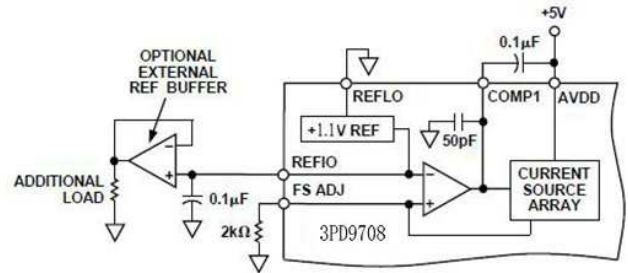 +5V
0.1µF
OPTIONAL
EXTERNAL
REF BUFFER
REFLO
COMP1
AVDD
+1.1V REF
50pF
REFIO
ADDITIONAL
LOAD
0.1µF
FS ADJ
CURRENT
SOURCE
ARRAY
2kΩ
3PD9708
− + − +